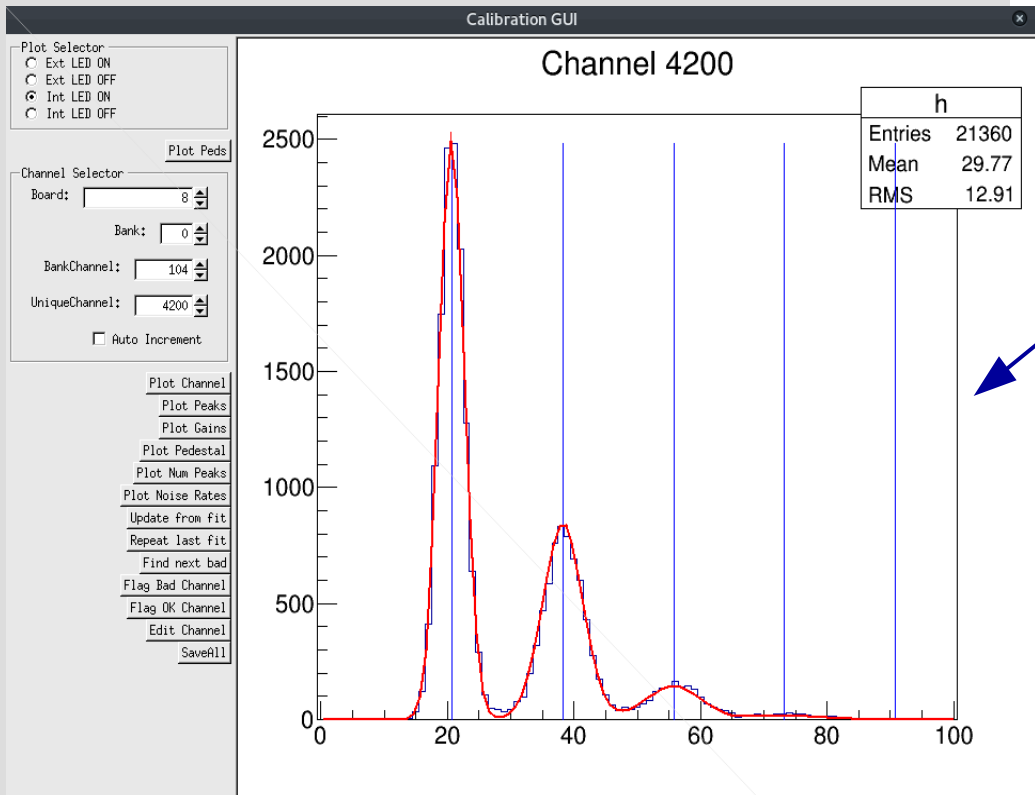 Calibration GUI
Plot Selector
Ext LED ON
Ext LED OFF
Int LED ON
Int LED OFF
Plot Peds
Channel Selector
Board: 8
Bank: 0
BankChannel: 104
UniqueChannel: 4200
Auto Increment
Plot Channel
Plot Peaks
Plot Gains
Plot Pedestal
Plot Num Peaks
Plot Noise Rates
Update from fit
Repeat last fit
Find next bad
Flag Bad Channel
Flag OK Channel
Edit Channel
SaveAll
Channel 4200
h
Entries 21360
Mean 29.77
RMS 12.91
2500
2000
1500
1000
500
0
0 20 40 60 80 100